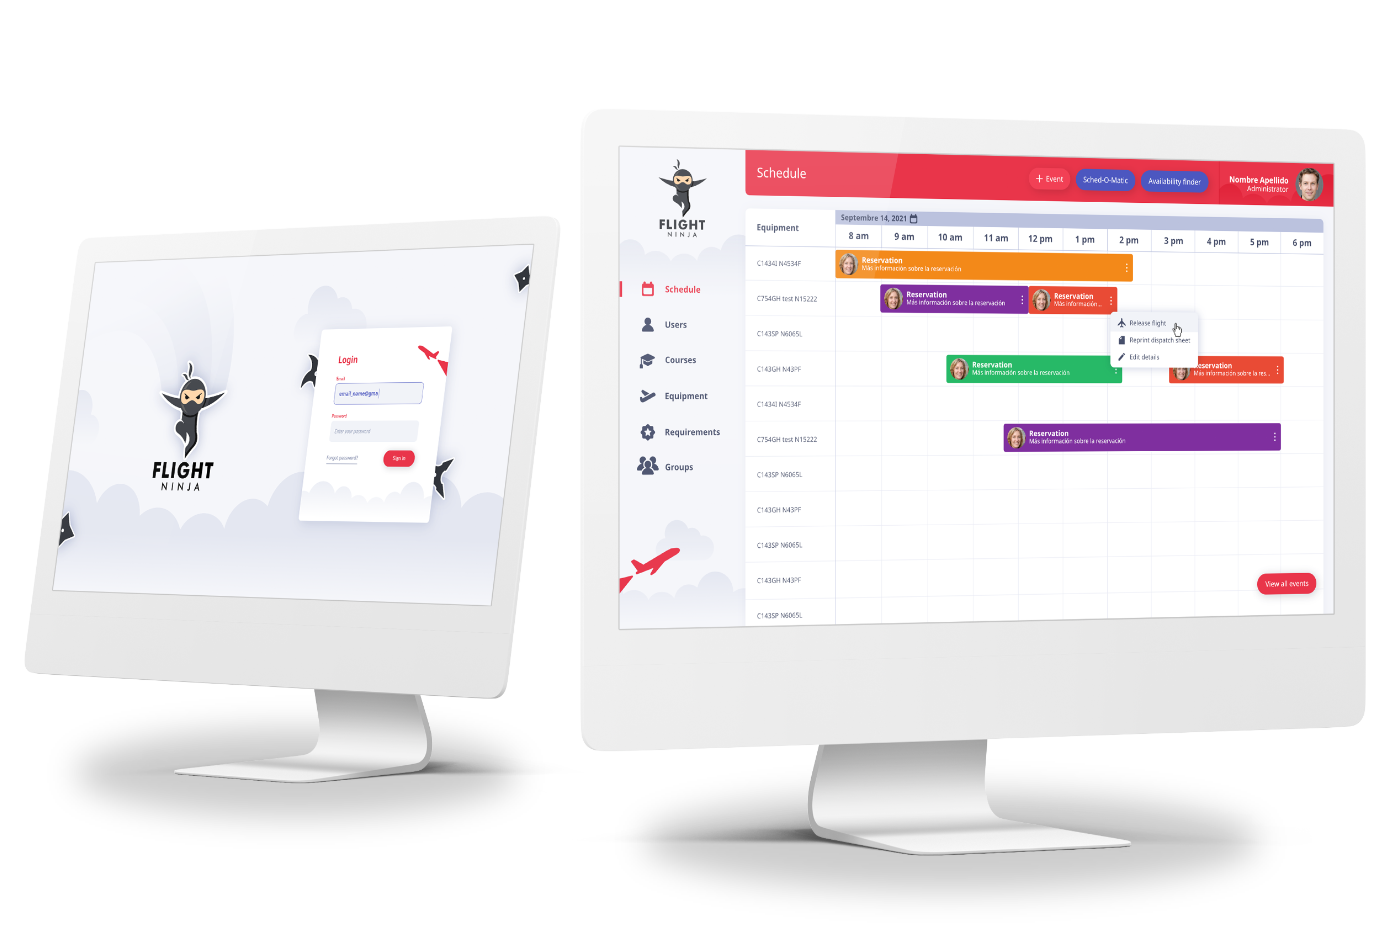 FLIGHT
NINJA
Login
Email
email_name@gma
Password
Enter your password
Forgot password?
Sign in
FLIGHT
NINJA
Schedule
Users
Courses
Equipment
Requirements
Groups
Schedule
+ Event
Sched-O-Matic
Availability finder
Nombre Apellido
Administrator
Equipment
Septembre 14, 2021
8 am 9 am 10 am 11 am 12 pm 1 pm 2 pm 3 pm 4 pm 5 pm 6 pm
C1434J N4534F
Reservation
Más información sobre la reservación
C754GH test N15222
Reservation
Más información sobre la reservación
Reservation
Más información...
Release flight
Reprint dispatch sheet
Edit details
C143SP N6065L
C143GH N43PF
Reservation
Más información sobre la reservación
Reservation
Más información sobre la res...
C1434J N4534F
C754GH test N15222
Reservation
Más información sobre la reservación
C143SP N6065L
C143GH N43PF
C143SP N6065L
C143GH N43PF
C143SP N6065L
View all events